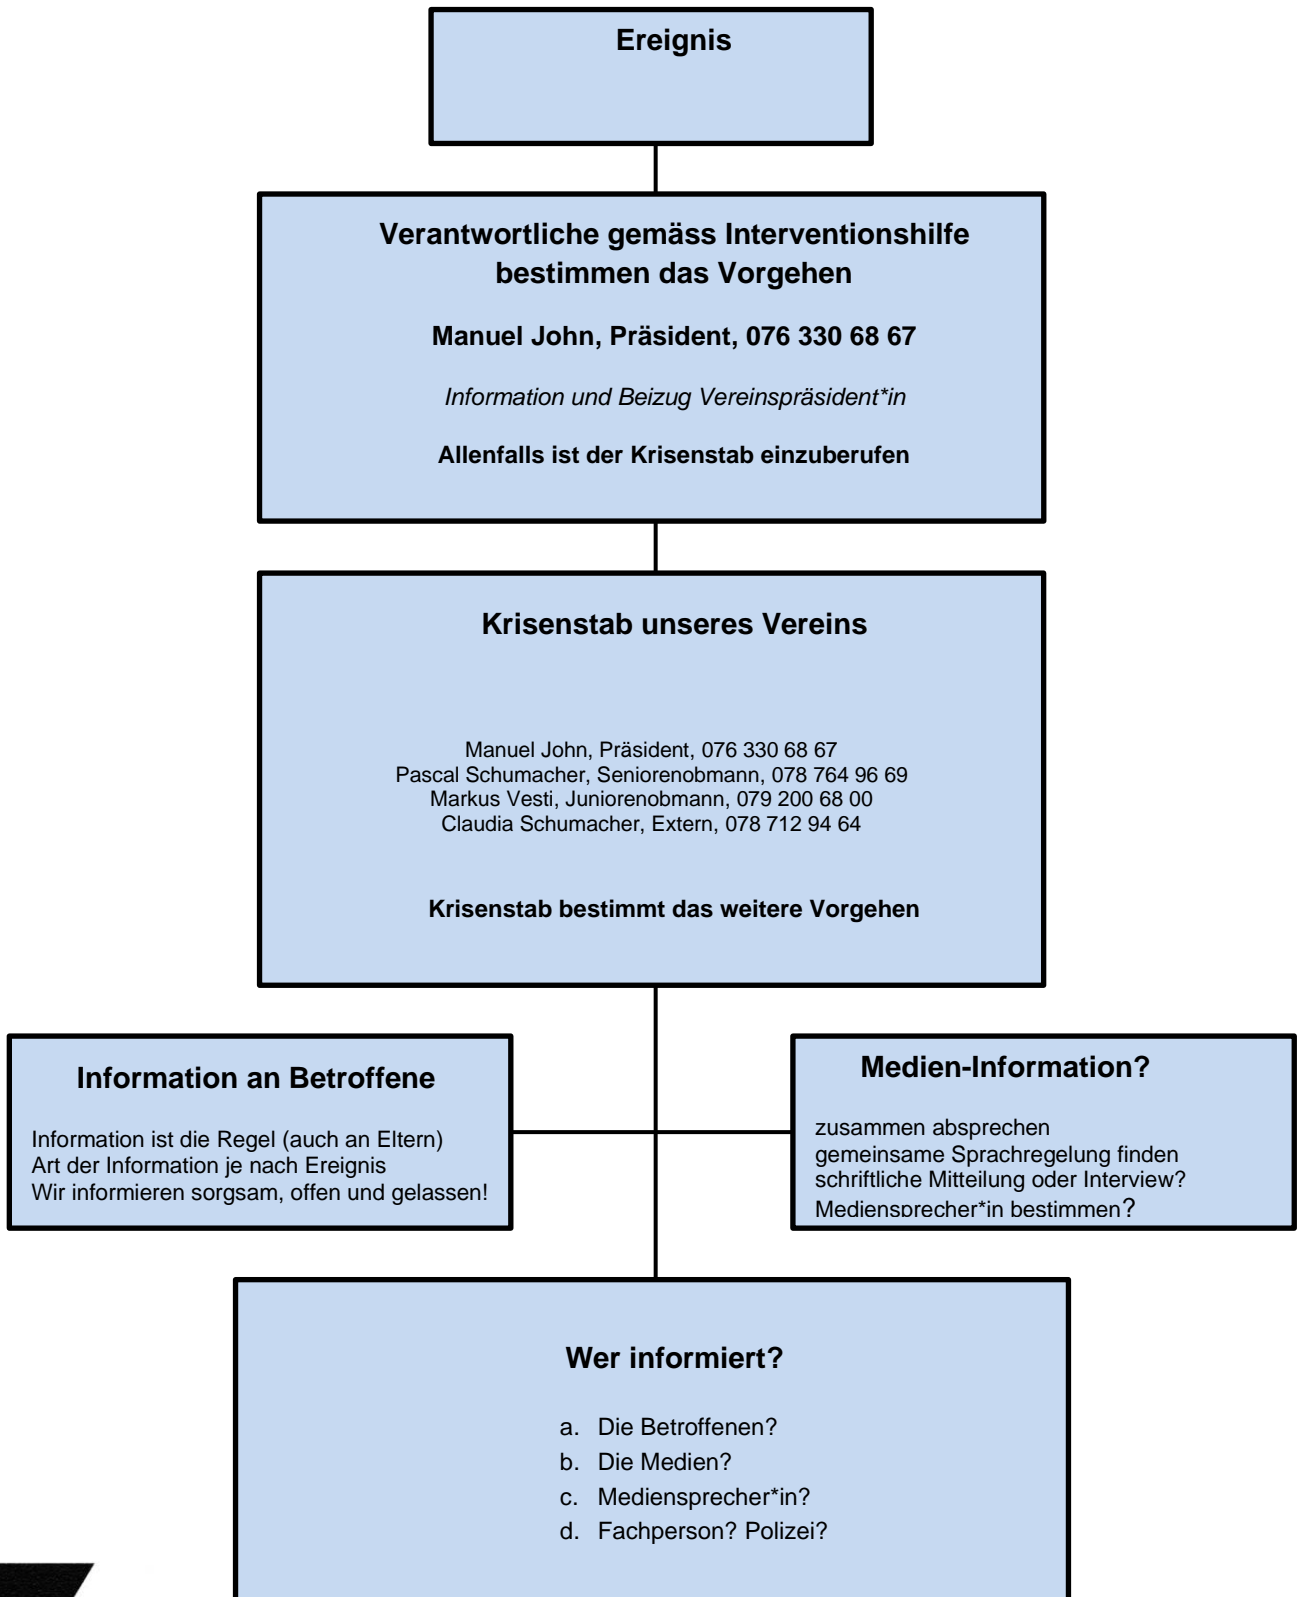 Ereignis
Verantwortliche gemäss Interventionshilfe
bestimmen das Vorgehen
Manuel John, Präsident, 076 330 68 67
Information und Beizug Vereinspräsident*in
Allenfalls ist der Krisenstab einzuberufen
Krisenstab unseres Vereins
Manuel John, Präsident, 076 330 68 67
Pascal Schumacher, Seniorenobmann, 078 764 96 69
Markus Vesti, Juniorenobmann, 079 200 68 00
Claudia Schumacher, Extern, 078 712 94 64
Krisenstab bestimmt das weitere Vorgehen
Information an Betroffene
Information ist die Regel (auch an Eltern)
Art der Information je nach Ereignis
Wir informieren sorgsam, offen und gelassen!
Medien-Information?
zusammen absprechen
gemeinsame Sprachregelung finden
schriftliche Mitteilung oder Interview?
Mediensprecher*in bestimmen?
Wer informiert?
a. Die Betroffenen?
b. Die Medien?
c. Mediensprecher*in?
d. Fachperson? Polizei?